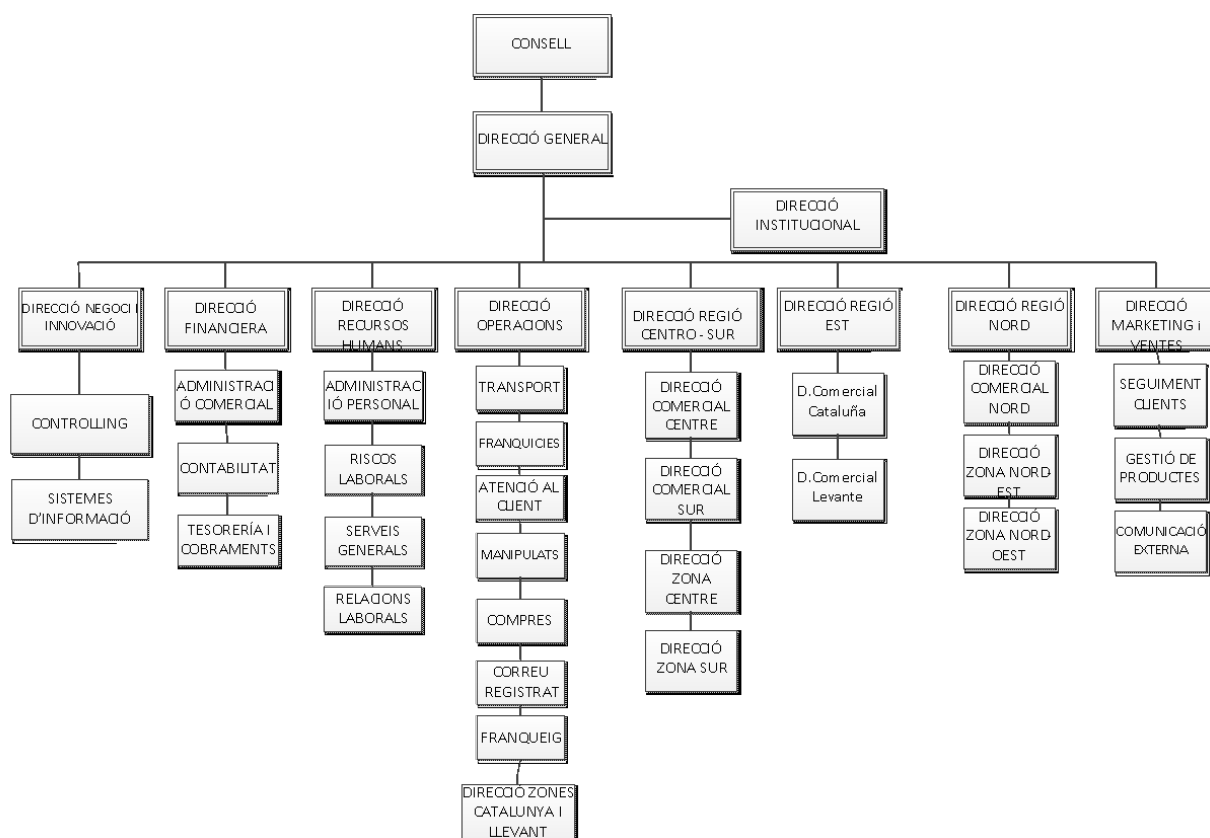 CONSELL
DIRECCIÓ GENERAL
DIRECCIÓ
INSTITUCIONAL
DIRECCIÓ NEGOCI I
INNOVACIÓ
DIRECCIÓ
FINANCIERA
DIRECCIÓ
RECURSOS
HUMANS
DIRECCIÓ
OPERACIONS
DIRECCIÓ REGIÓ
CENTRO - SUR
DIRECCIÓ REGIÓ
EST
DIRECCIÓ REGIÓ
NORD
DIRECCIÓ
MARKETING i
VENTES
CONTROLLING
SISTEMES
D'INFORMACIÓ
ADMINISTRACI
Ó COMERCIAL
CONTABILITAT
TESORERÍA I
COBRAMENTS
ADMINISTRAC
IÓ PERSONAL
RISCOS
LABORALS
SERVEIS
GENERALS
RELACIONS
LABORALS
TRANSPORT
FRANQUICIES
ATENCIÓ AL
CLIENT
MANIPULATS
COMPRES
CORREU
REGISTRAT
FRANQUEIG
DIRECCIÓ ZONES
CATALUNYA I
LLEVANT
DIRECCIÓ
COMERCIAL
CENTRE
DIRECCIÓ
COMERCIAL
SUR
DIRECCIÓ
ZONA
CENTRE
DIRECCIÓ
ZONA SUR
D.Comercial
Cataluña
D.Comercial
Levante
DIRECCIÓ
COMERCIAL
NORD
DIRECCIÓ
ZONA NORD-
EST
DIRECCIÓ
ZONA NORD-
OEST
SEGUIMENT
CLIENTS
GESTIÓ DE
PRODUCTES
COMUNICACIÓ
EXTERNA